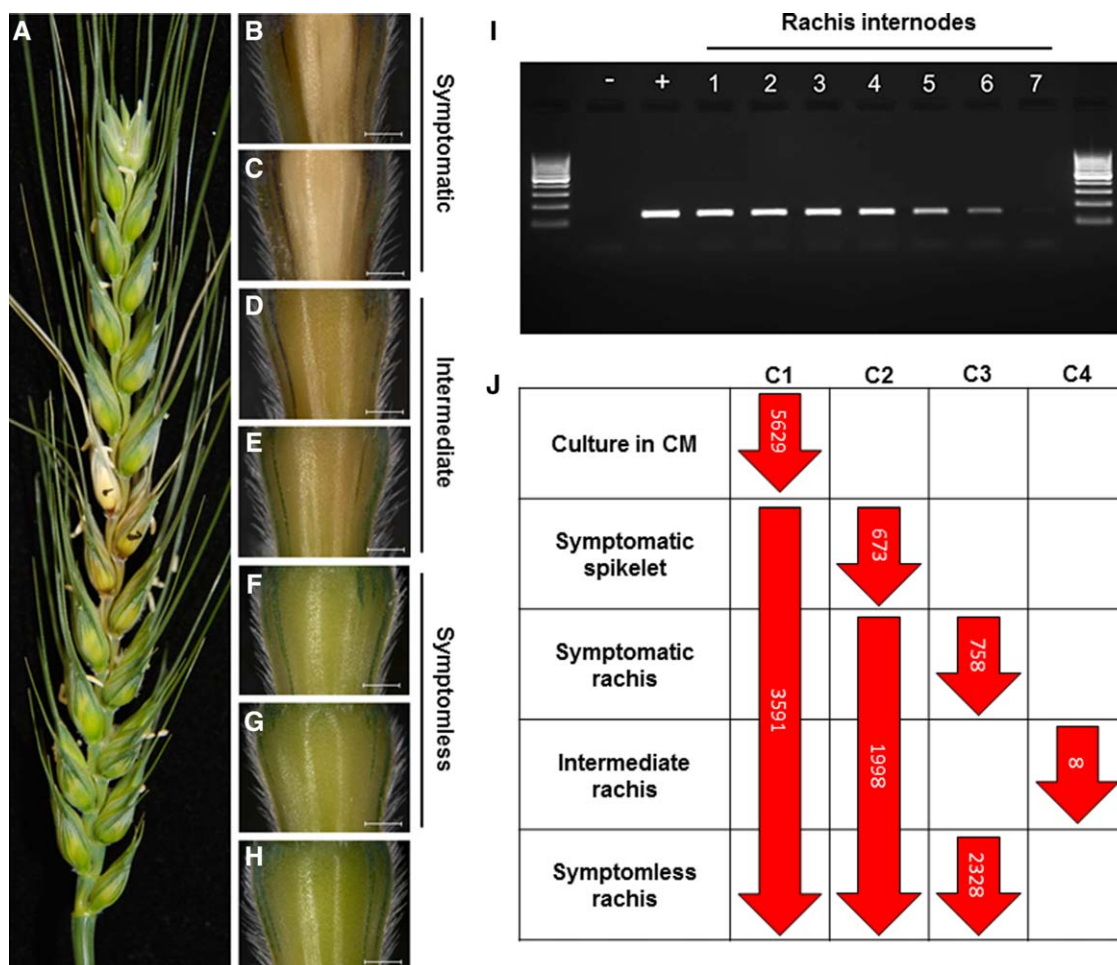 A
B
C
Symptomatic
D
E
Intermediate
F
G
Symptomless
H
I
Rachis internodes
- + 1 2 3 4 5 6 7
J
C1 C2 C3 C4
Culture in CM
5629
Symptomatic
spikelet
3591
673
Symptomatic
rachis
1998
758
Intermediate
rachis
8
Symptomless
rachis
2328